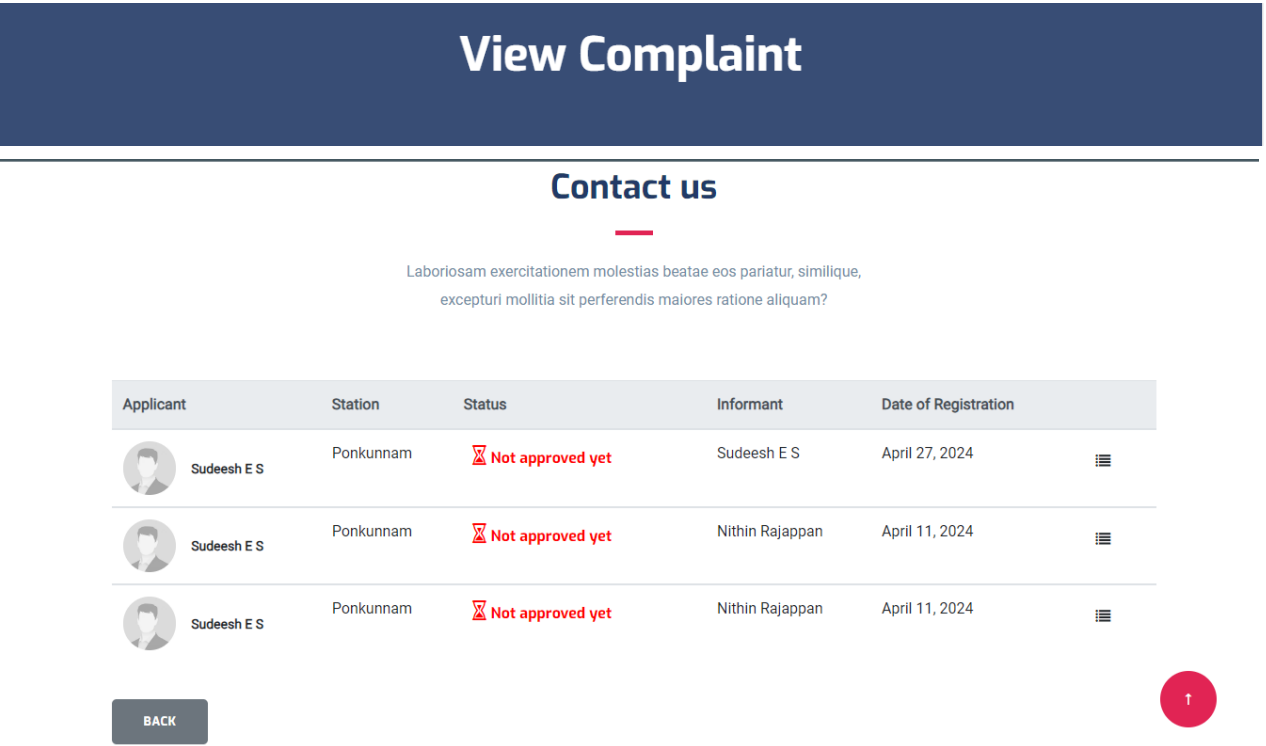 View Complaint
Contact us
Laboriosam exercitationem molestias beatae eos pariatur, similique,
excepturi mollitia sit perferendis maiores ratione aliquam?
Applicant Station Status Informant Date of Registration
Sudeesh E S Ponkunnam Not approved yet Sudeesh E S April 27, 2024
Sudeesh E S Ponkunnam Not approved yet Nithin Rajappan April 11, 2024
Sudeesh E S Ponkunnam Not approved yet Nithin Rajappan April 11, 2024
BACK